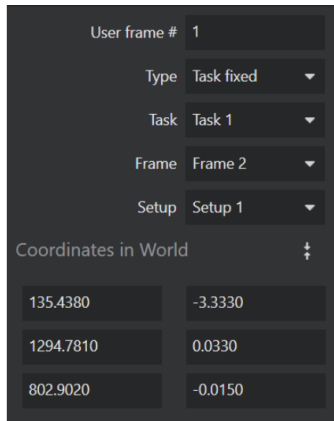 User frame # 1
Type Task fixed
Task Task 1
Frame Frame 2
Setup Setup 1
Coordinates in World
135.4380 -3.3330
1294.7810 0.0330
802.9020 -0.0150